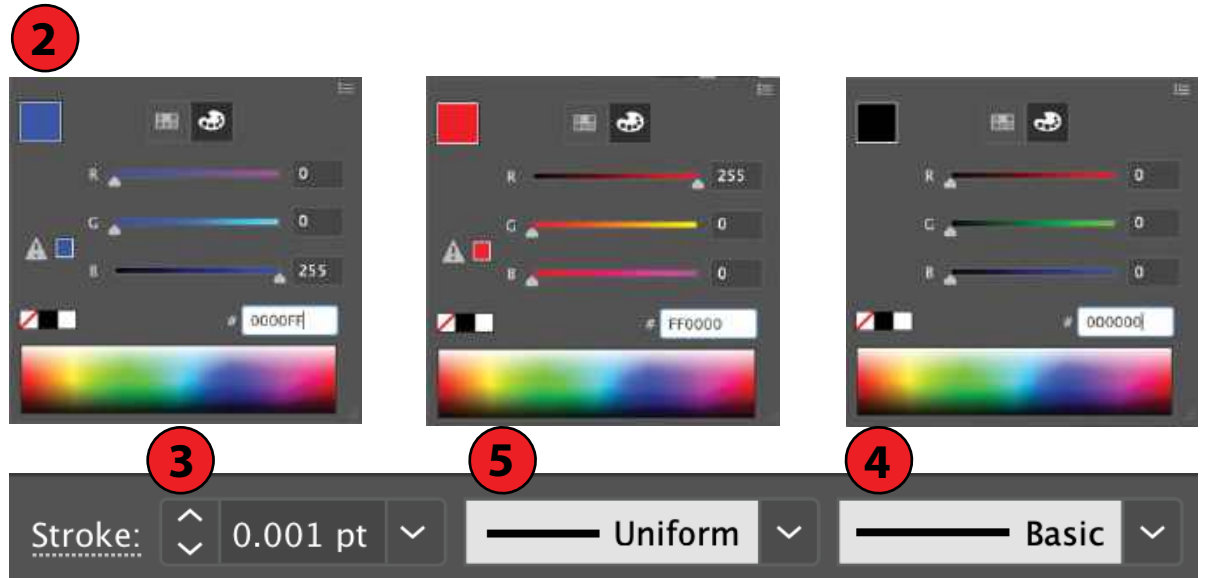 2
R 0
G 0
B 255
# 0000FF
R 255
G 0
B 0
# FF0000
R 0
G 0
B 0
# 000000
3
5
4
Stroke: 0.001 pt Uniform Basic